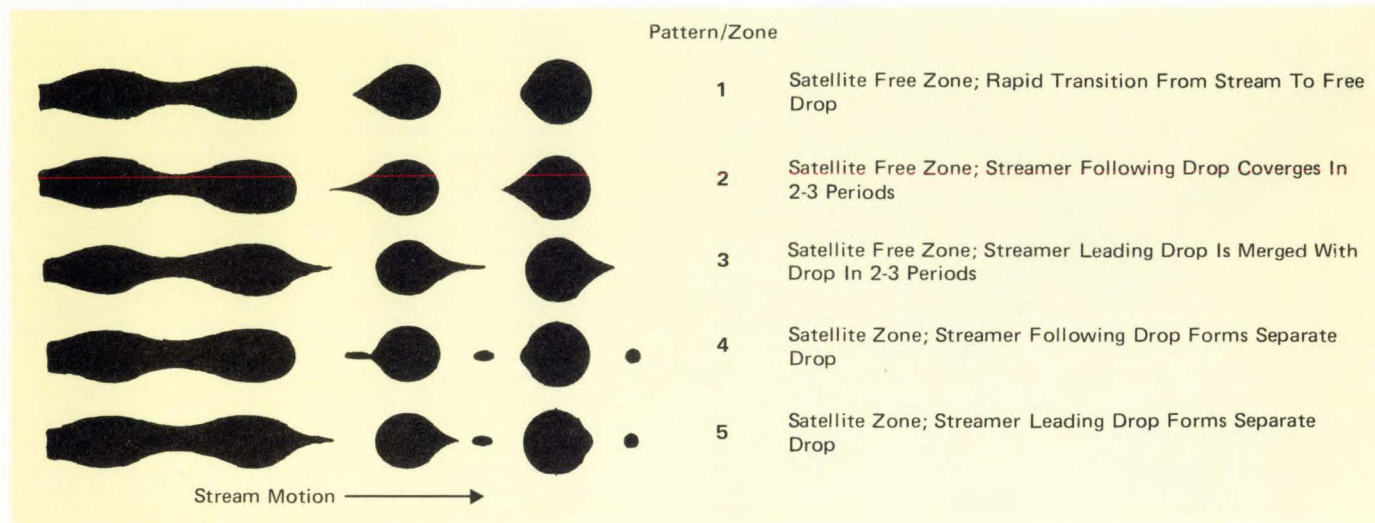 Pattern/Zone
1 Satellite Free Zone; Rapid Transition From Stream To Free
Drop
2 Satellite Free Zone; Streamer Following Drop Coverges In
2-3 Periods
3 Satellite Free Zone; Streamer Leading Drop Is Merged With
Drop In 2-3 Periods
4 Satellite Zone; Streamer Following Drop Forms Separate
Drop
5 Satellite Zone; Streamer Leading Drop Forms Separate
Drop
Stream Motion